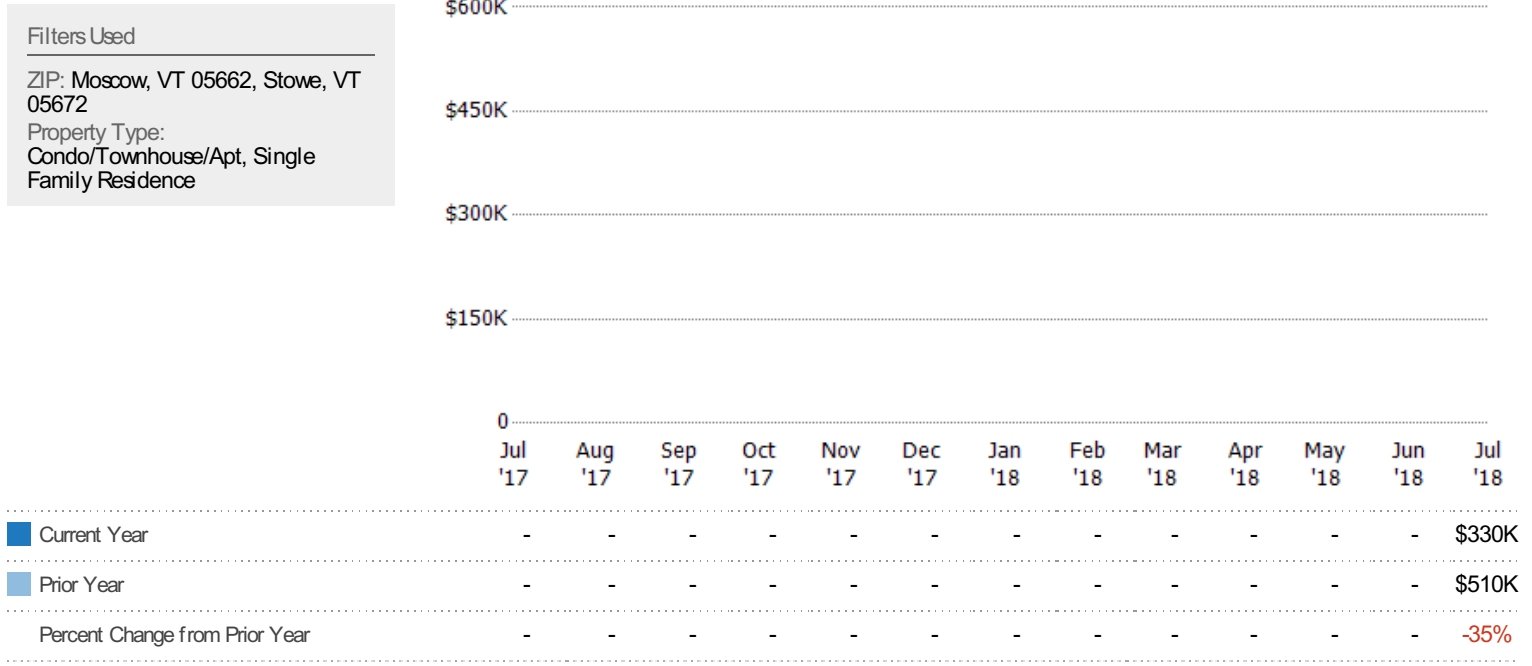 Filters Used
ZIP: Moscow, VT 05662, Stowe, VT
05672
Property Type:
Condo/Townhouse/Apt, Single
Family Residence
$600K
$450K
$300K
$150K
0
Jul Aug Sep Oct Nov Dec Jan Feb Mar Apr May Jun Jul
'17 '17 '17 '17 '17 '17 '18 '18 '18 '18 '18 '18 '18
Current Year - - - - - - - - - - - - $330K
Prior Year - - - - - - - - - - - - $510K
Percent Change from Prior Year - - - - - - - - - - - - -35%